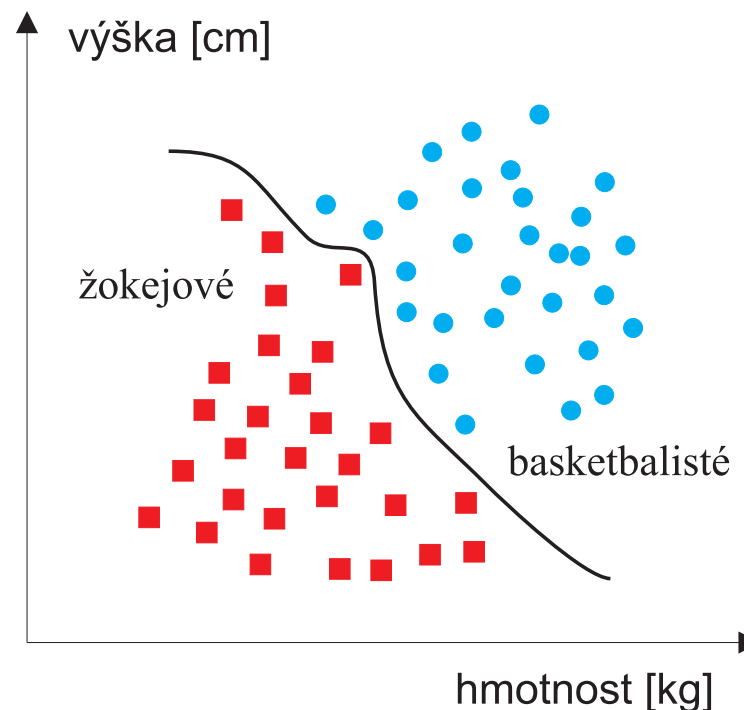 výška [cm]
žokejové
basketbalisté
hmotnost [kg]